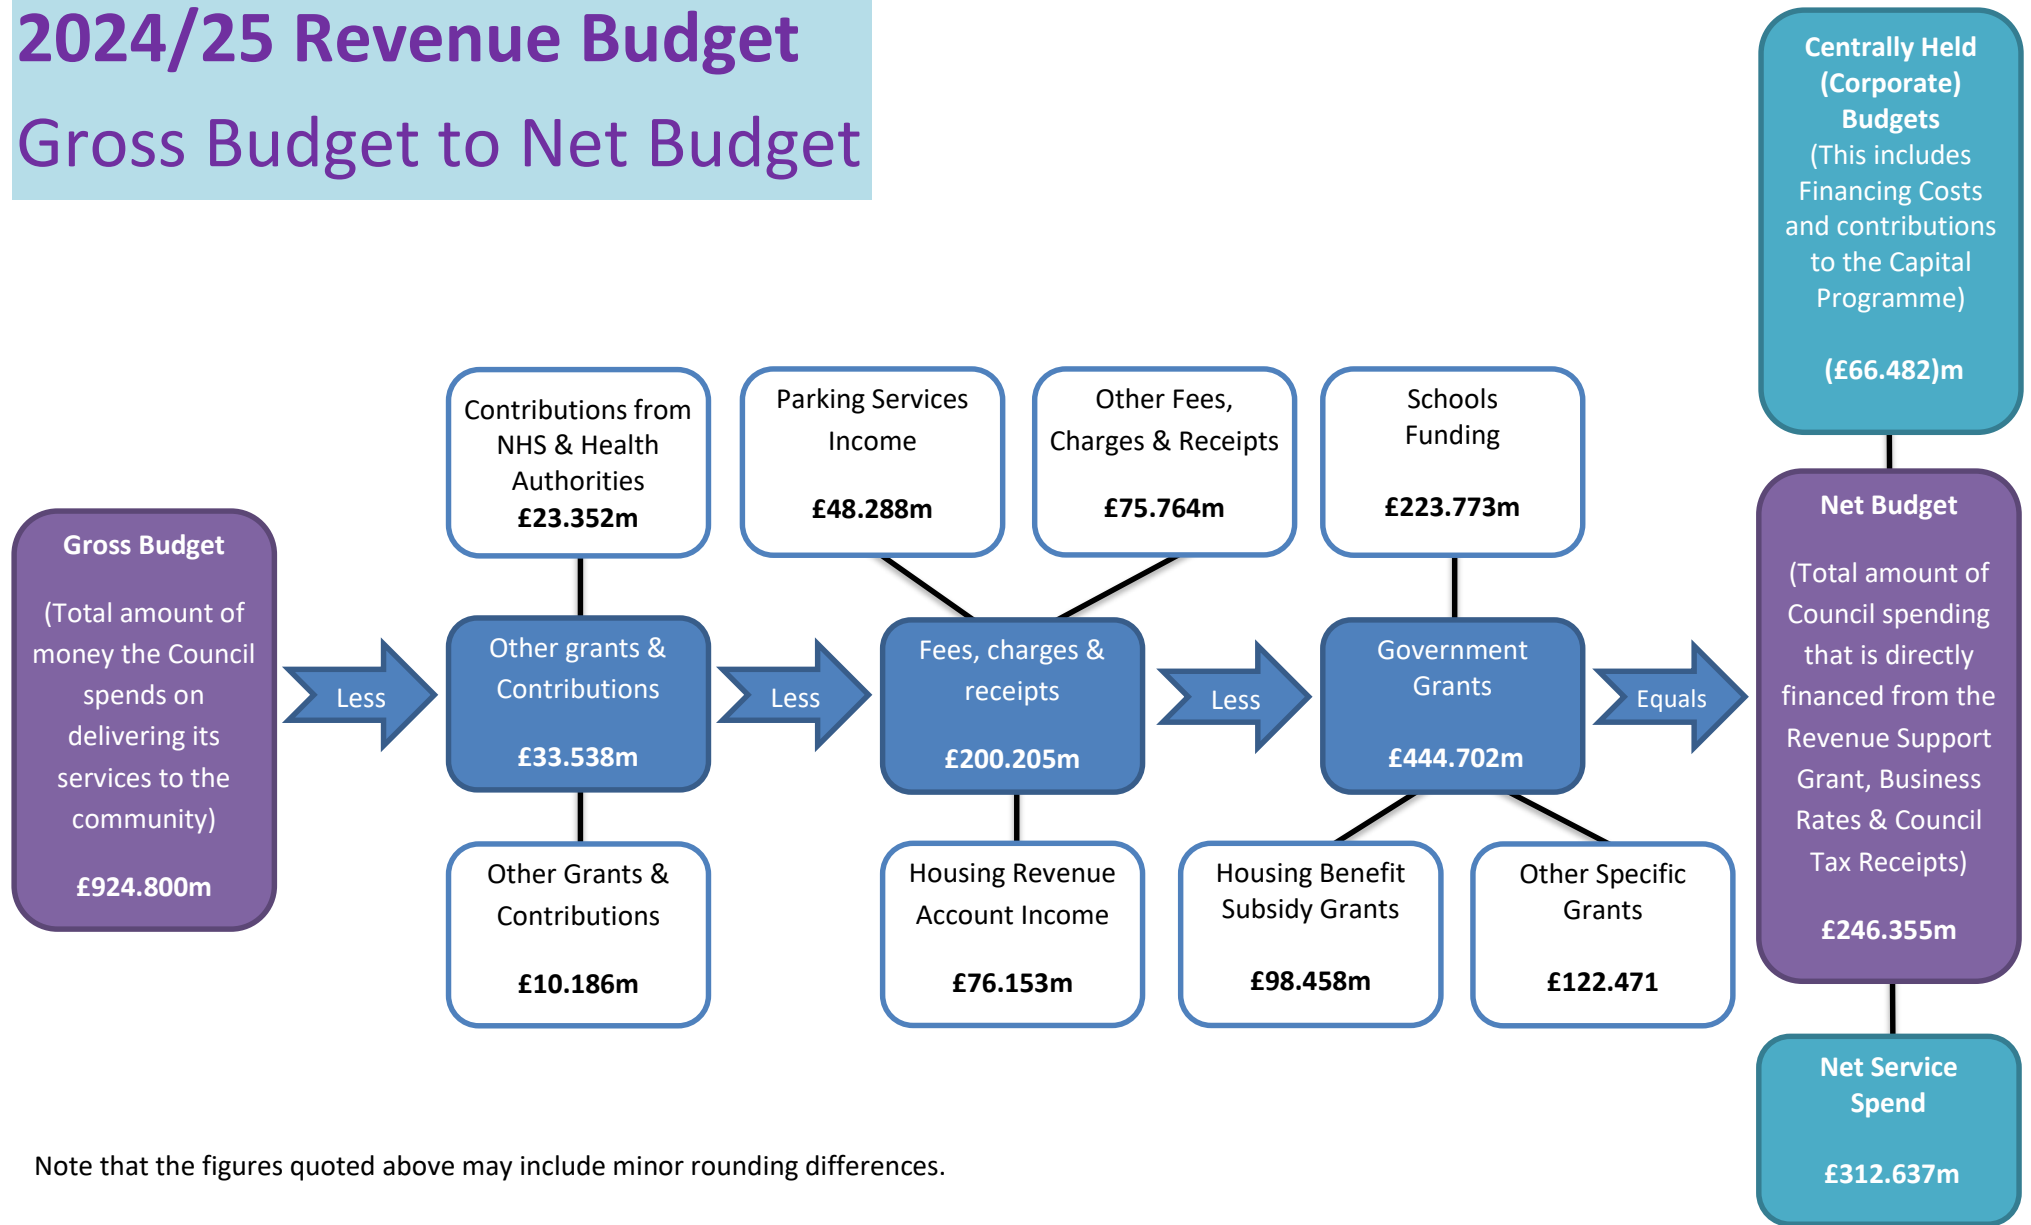 2024/25 Revenue Budget
Gross Budget to Net Budget
Centrally Held
(Corporate)
Budgets
(This includes
Financing Costs
and contributions
to the Capital
Programme)
(£66.482)m
Contributions from
NHS & Health
Authorities
£23.352m
Parking Services
Income
£48.288m
Other Fees,
Charges & Receipts
£75.764m
Schools
Funding
£223.773m
Gross Budget
(Total amount of
money the Council
spends on
delivering its
services to the
community)
£924.800m
Less
Other grants &
Contributions
£33.538m
Less
Fees, charges &
receipts
£200.205m
Less
Government
Grants
£444.702m
Equals
Net Budget
(Total amount of
Council spending
that is directly
financed from the
Revenue Support
Grant, Business
Rates & Council
Tax Receipts)
£246.355m
Other Grants &
Contributions
£10.186m
Housing Revenue
Account Income
£76.153m
Housing Benefit
Subsidy Grants
£98.458m
Other Specific
Grants
£122.471
Net Service
Spend
£312.637m
Note that the figures quoted above may include minor rounding differences.